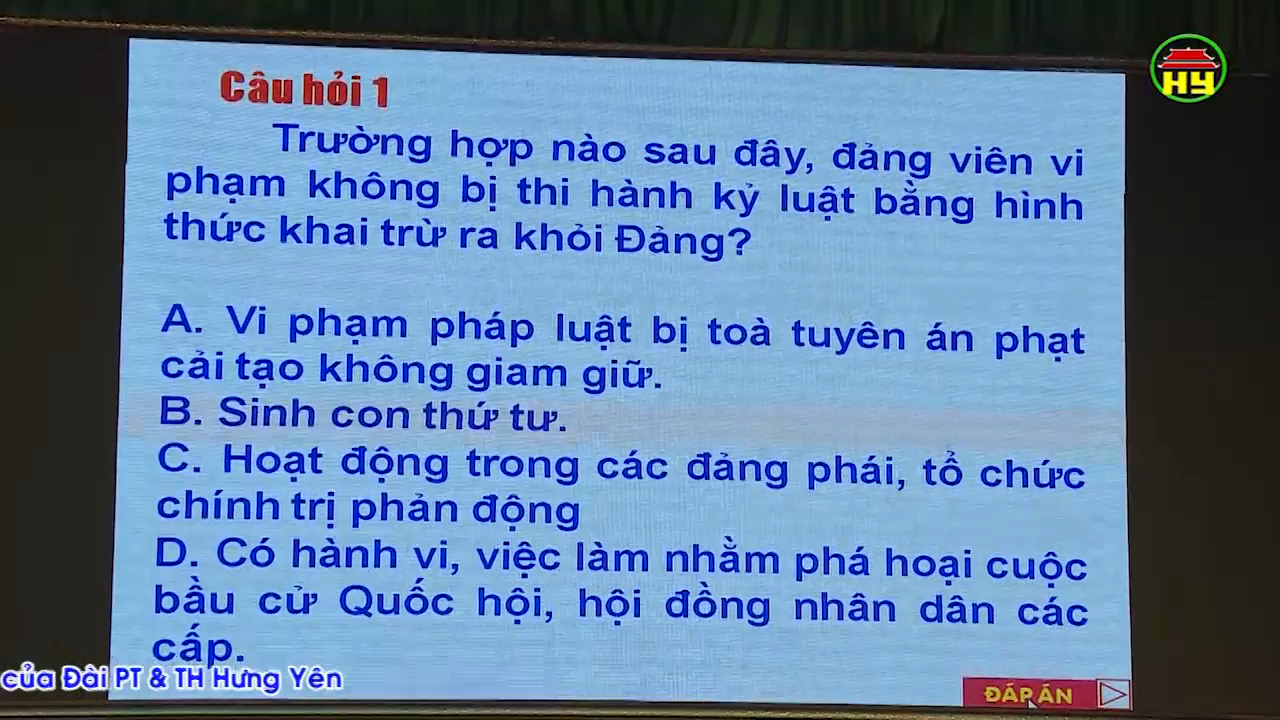 HY
Câu hỏi 1
Trường hợp nào sau đây, đảng viên vi
phạm không bị thi hành kỷ luật bằng hình
thức khai trừ ra khỏi Đảng?
A. Vi phạm pháp luật bị toà tuyên án phạt
cải tạo không giam giữ.
B. Sinh con thứ tư.
C. Hoạt động trong các đảng phái, tổ chức
chính trị phản động
D. Có hành vi, việc làm nhằm phá hoại cuộc
bầu cử Quốc hội, hội đồng nhân dân các
cấp.
của Đài PT & TH Hưng Yên
ĐÁP ÁN